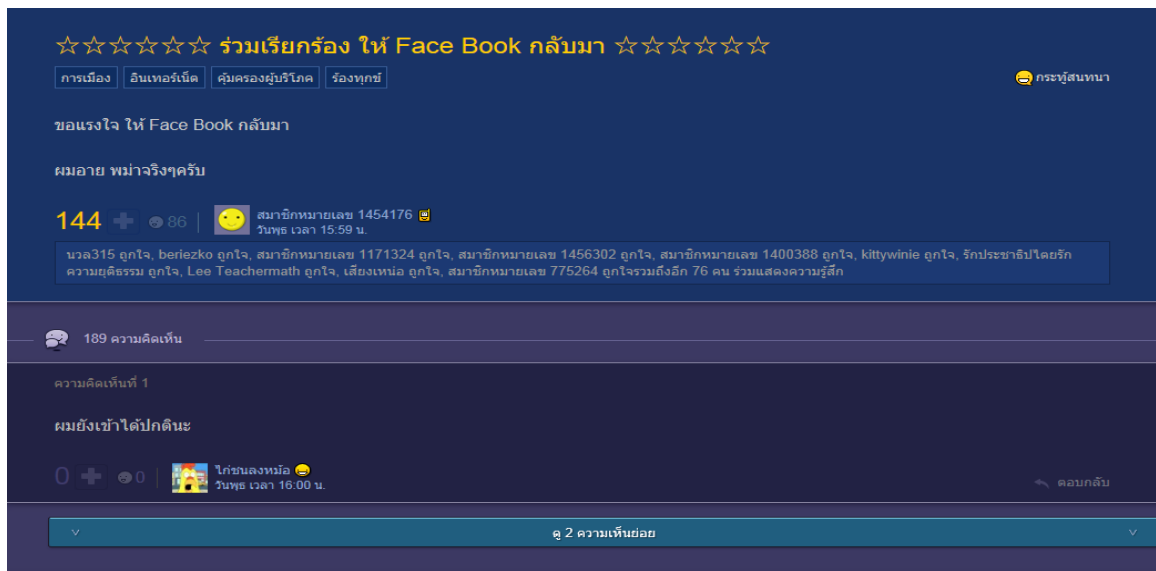 ☆☆☆☆☆☆ ร่วมเรียกร้อง ให้ Face Book กลับมา ☆☆☆☆☆☆
การเมือง อินเทอร์เน็ต คุ้มครองผู้บริโภค ร้องทุกข์
กระทู้สนทนา
ขอแรงใจ ให้ Face Book กลับมา
ผมอาย พม่าจริงๆครับ
144 86 สมาชิกหมายเลข 1454176
วันพุธ เวลา 15:59 น.
นวล315 ถูกใจ, beriezko ถูกใจ, สมาชิกหมายเลข 1171324 ถูกใจ, สมาชิกหมายเลข 1456302 ถูกใจ, สมาชิกหมายเลข 1400388 ถูกใจ, kittywinie ถูกใจ, รักประชาธิปไตยรัก
ความยุติธรรม ถูกใจ, Lee Teachermath ถูกใจ, เสียงเหน่อ ถูกใจ, สมาชิกหมายเลข 775264 ถูกใจรวมถึงอีก 76 คน ร่วมแสดงความรู้สึก
189 ความคิดเห็น
ความคิดเห็นที่ 1
ผมยังเข้าได้ปกตินะ
0 0 ไก่ชนลงหม้อ
วันพุธ เวลา 16:00 น.
ตอบกลับ
ดู 2 ความเห็นย่อย